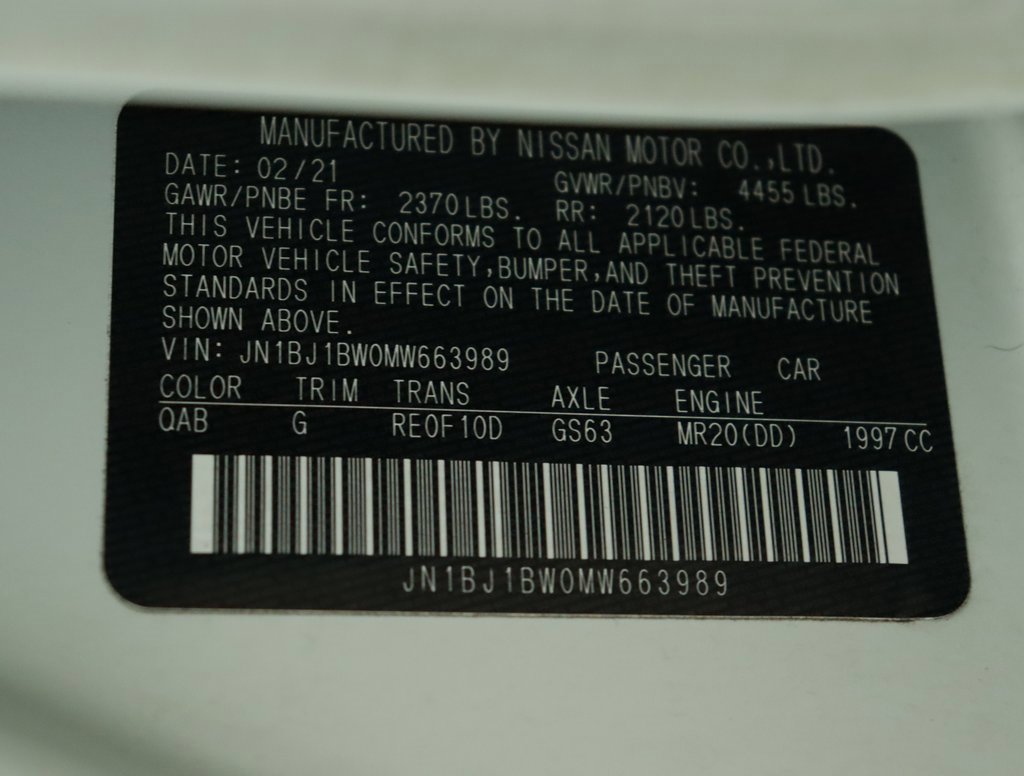 MANUFACTURED BY NISSAN MOTOR CO.,LTD.
DATE: 02/21 GVWR/PNBV: 4455 LBS.
GAWR/PNBE FR: 2370LBS. RR: 2120LBS.
THIS VEHICLE CONFORMS TO ALL APPLICABLE FEDERAL
MOTOR VEHICLE SAFETY,BUMPER,AND THEFT PREVENTION
STANDARDS IN EFFECT ON THE DATE OF MANUFACTURE
SHOWN ABOVE.
VIN: JN1BJ1BW0MW663989 PASSENGER CAR
COLOR TRIM TRANS AXLE ENGINE
QAB G RE0F10D GS63 MR20(DD) 1997CC
JN1BJ1BW0MW663989